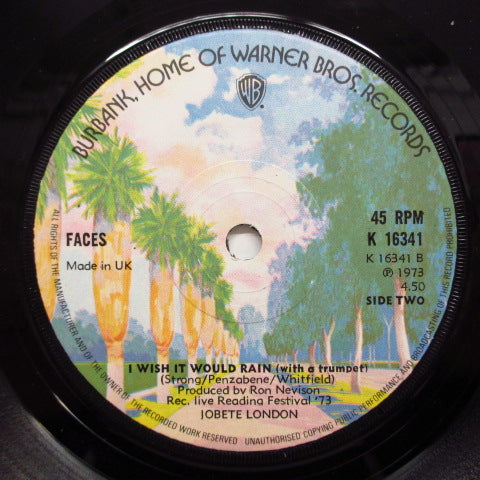 BURBANK, HOME OF WARNER BROS. RECORDS
WB
FACES
Made in UK
45 RPM
K 16341
K 16341 B
℗ 1973
4.50
SIDE TWO
I WISH IT WOULD RAIN (with a trumpet)
(Strong/Penzabene/Whitfield)
Produced by Ron Nevison
Rec. live Reading Festival '73
JOBETE LONDON
ALL RIGHTS OF THE MANUFACTURER AND OF THE OWNER OF THE RECORDED WORK RESERVED
UNAUTHORISED COPYING PUBLIC PERFORMANCE AND BROADCASTING OF THIS RECORD PROHIBITED